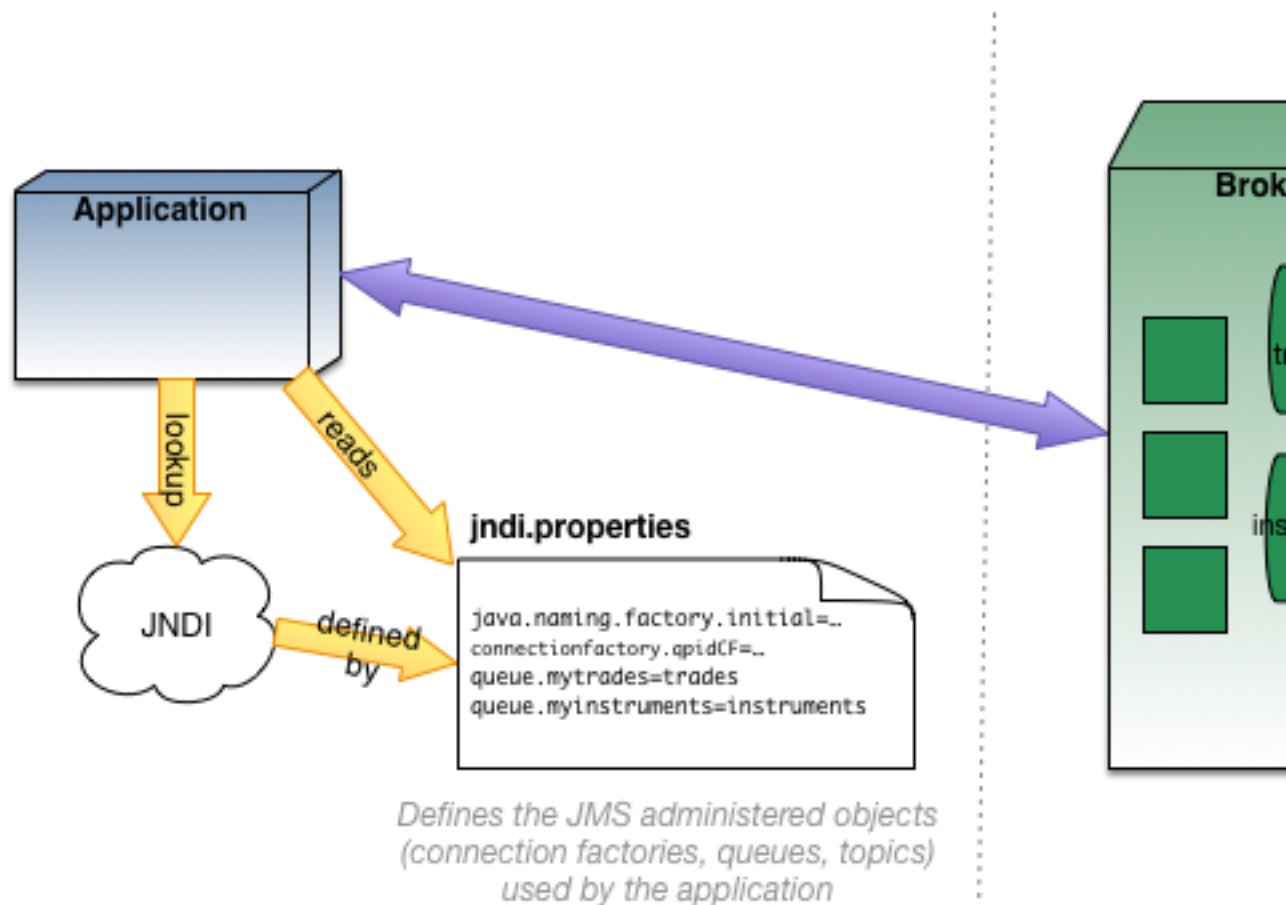 Application
lookup
reads
JNDI
defined
by
jndi.properties
java.naming.factory.initial=…
connectionfactory.qpidCF=…
queue.mytrades=trades
queue.myinstruments=instruments
Defines the JMS administered objects
(connection factories, queues, topics)
used by the application